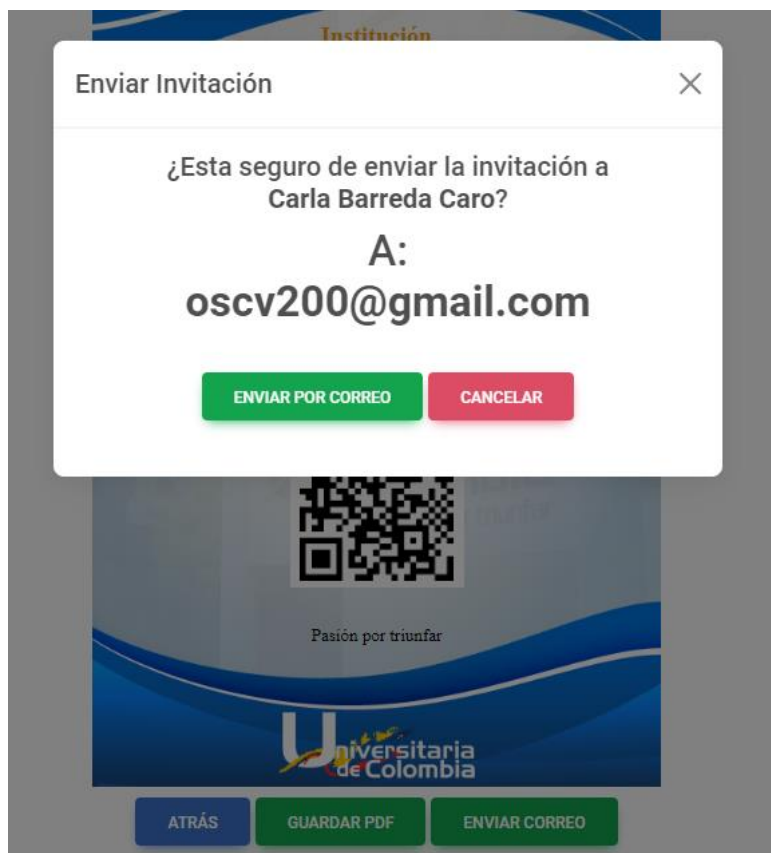 Institución
Enviar Invitación
¿Esta seguro de enviar la invitación a
Carla Barreda Caro?
A:
oscv200@gmail.com
ENVIAR POR CORREO
CANCELAR
Pasión por triunfar
Universitaria
de Colombia
ATRÁS
GUARDAR PDF
ENVIAR CORREO